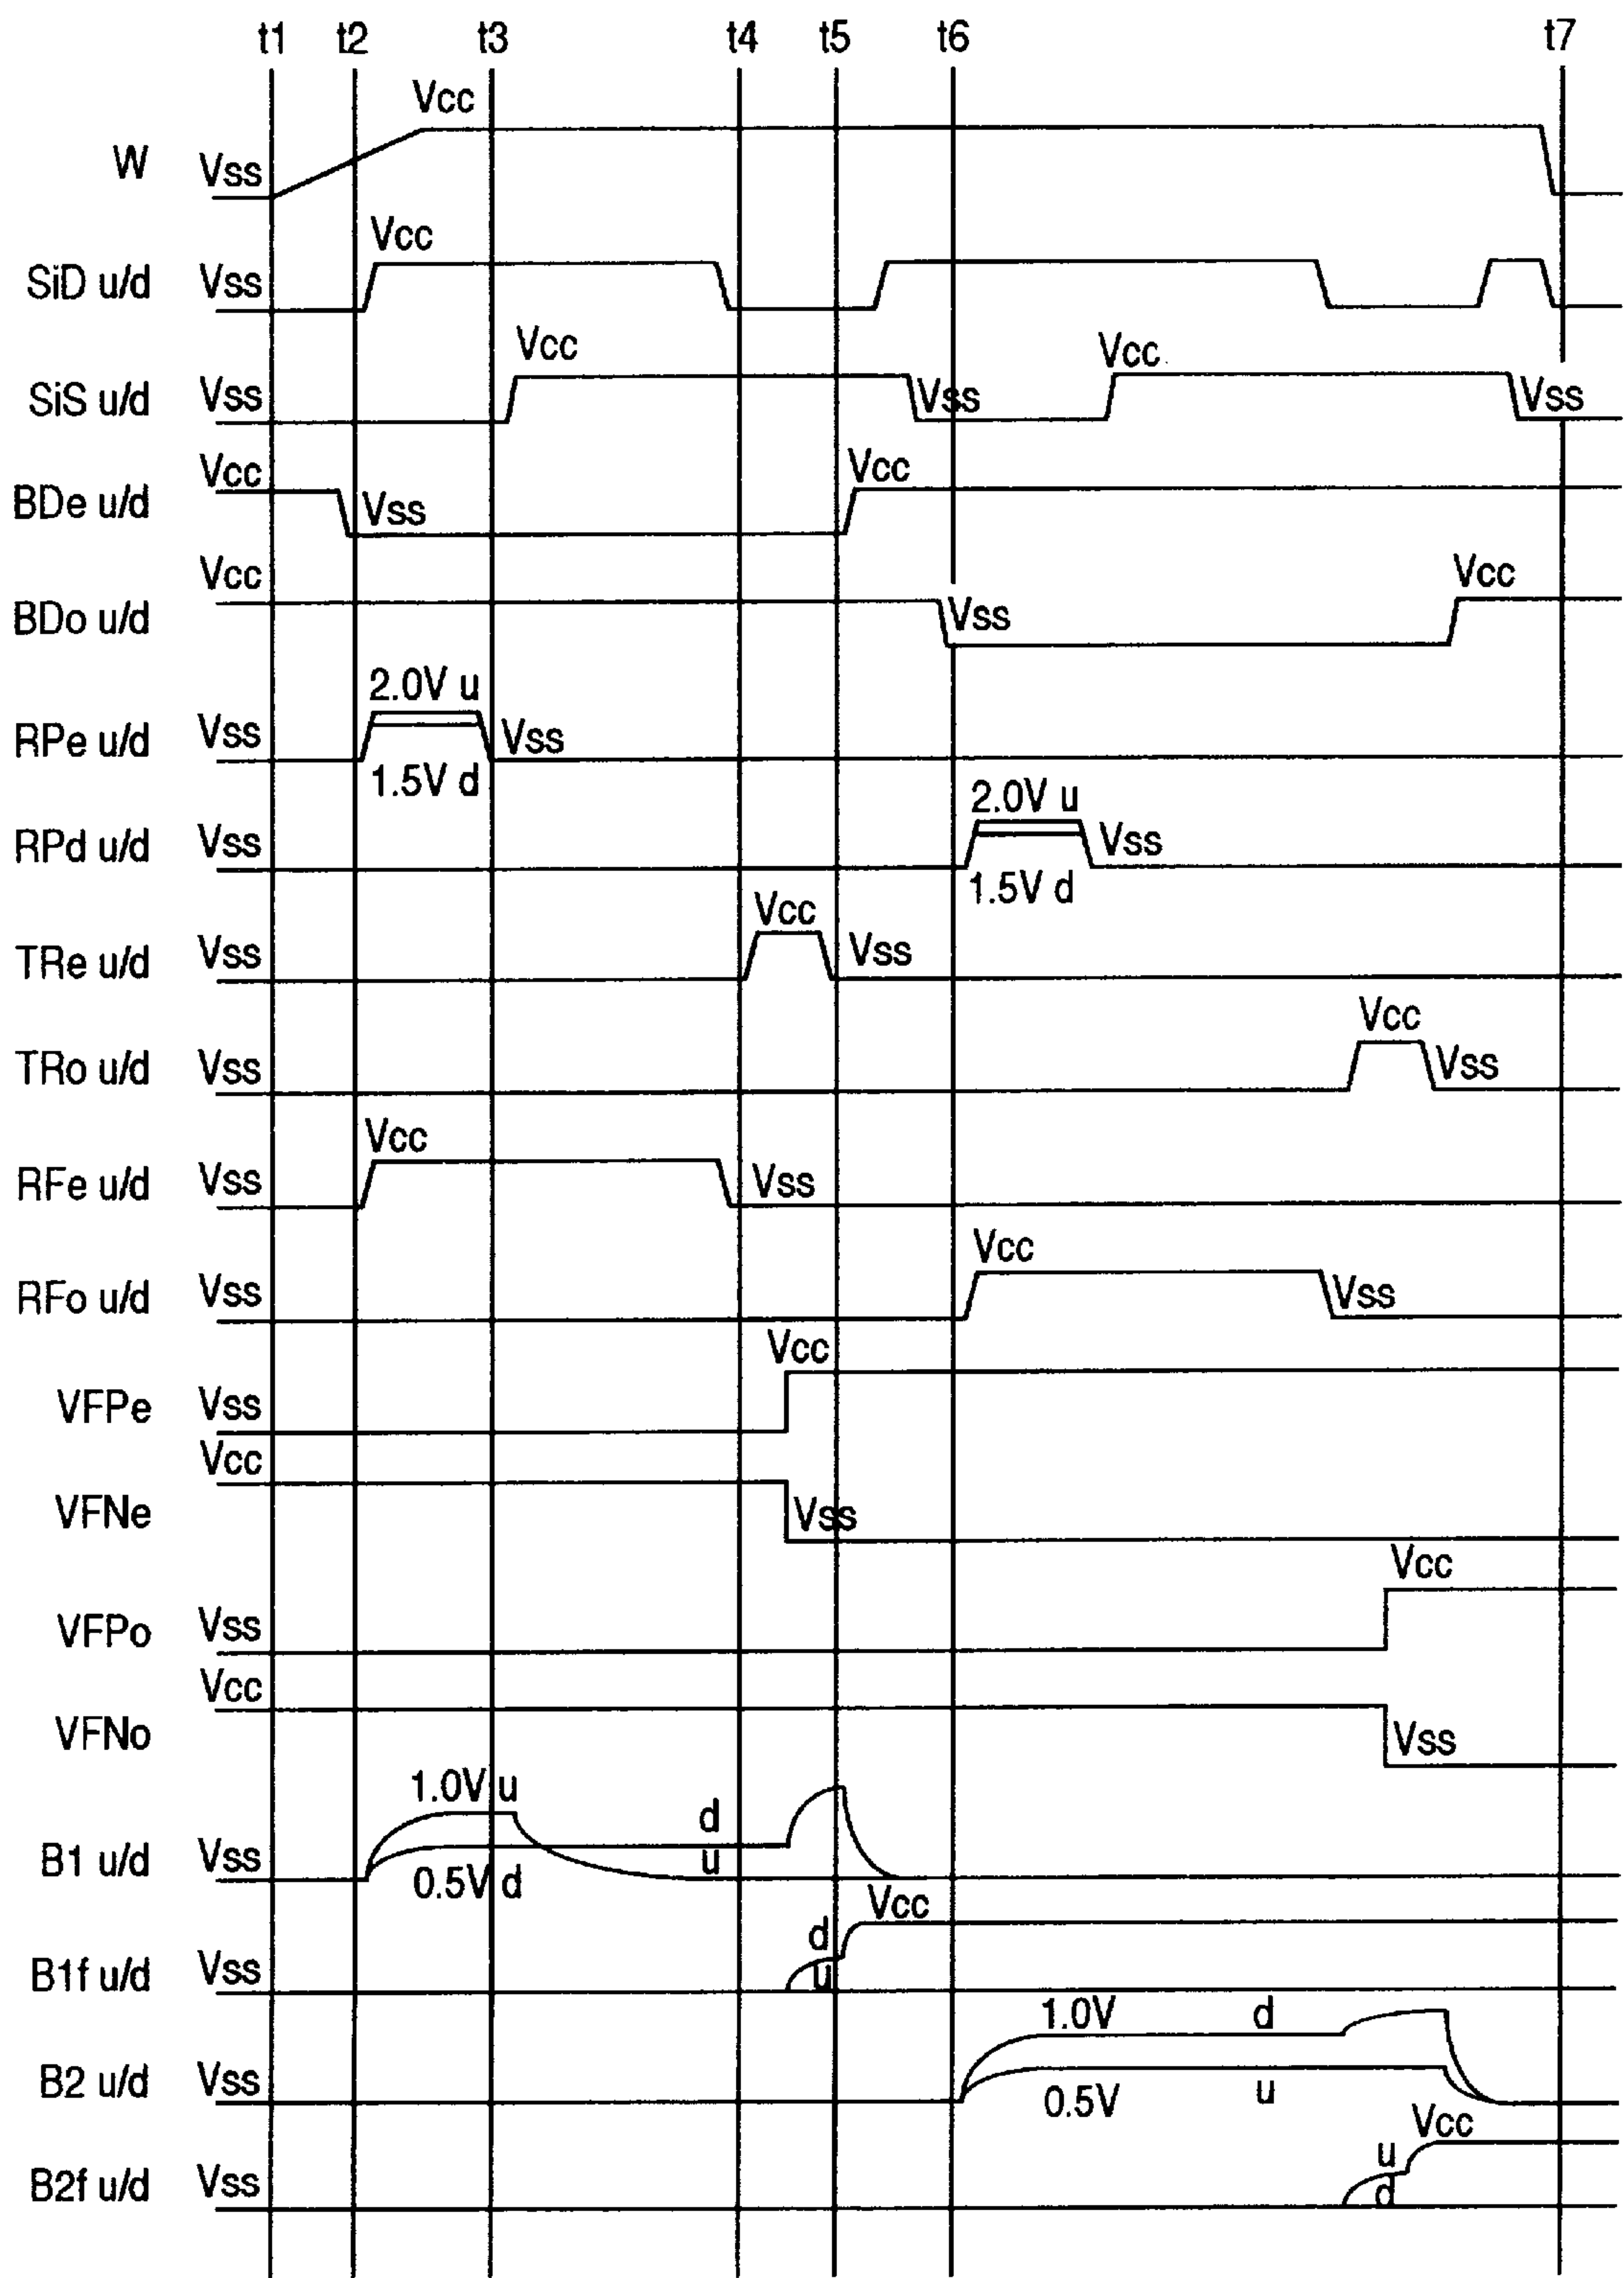 t1 t2 t3 t4 t5 t6 t7
Vcc
W Vss
Vcc
SiD u/d Vss
Vcc Vcc
SiS u/d Vss Vss Vss
Vcc Vcc
BDe u/d Vss
Vcc Vcc
BDo u/d Vss
2.0V u
RPe u/d Vss Vss
1.5V d
2.0V u
RPd u/d Vss Vss
1.5V d
Vcc
TRe u/d Vss Vss
Vcc
TRo u/d Vss Vss
Vcc
RFe u/d Vss Vss
Vcc
RFo u/d Vss Vss
Vcc
VFPe Vss
Vcc
VFNe Vss
Vcc
VFPo Vss
Vcc
VFNo Vss
1.0V u d
B1 u/d Vss u
0.5V d
Vcc
d
B1f u/d Vss u
1.0V d
B2 u/d Vss
0.5V u
Vcc
u
B2f u/d Vss d